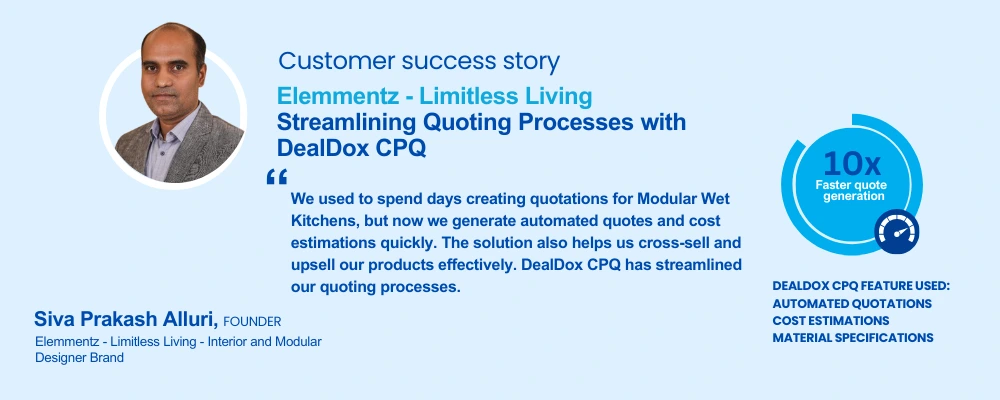 Customer success story
Elemmentz - Limitless Living
Streamlining Quoting Processes with
DealDox CPQ
“
We used to spend days creating quotations for Modular Wet
Kitchens, but now we generate automated quotes and cost
estimations quickly. The solution also helps us cross-sell and
upsell our products effectively. DealDox CPQ has streamlined
our quoting processes.
Siva Prakash Alluri, FOUNDER
Elemmentz - Limitless Living - Interior and Modular
Designer Brand
10x
Faster quote
generation
DEALDOX CPQ FEATURE USED:
AUTOMATED QUOTATIONS
COST ESTIMATIONS
MATERIAL SPECIFICATIONS